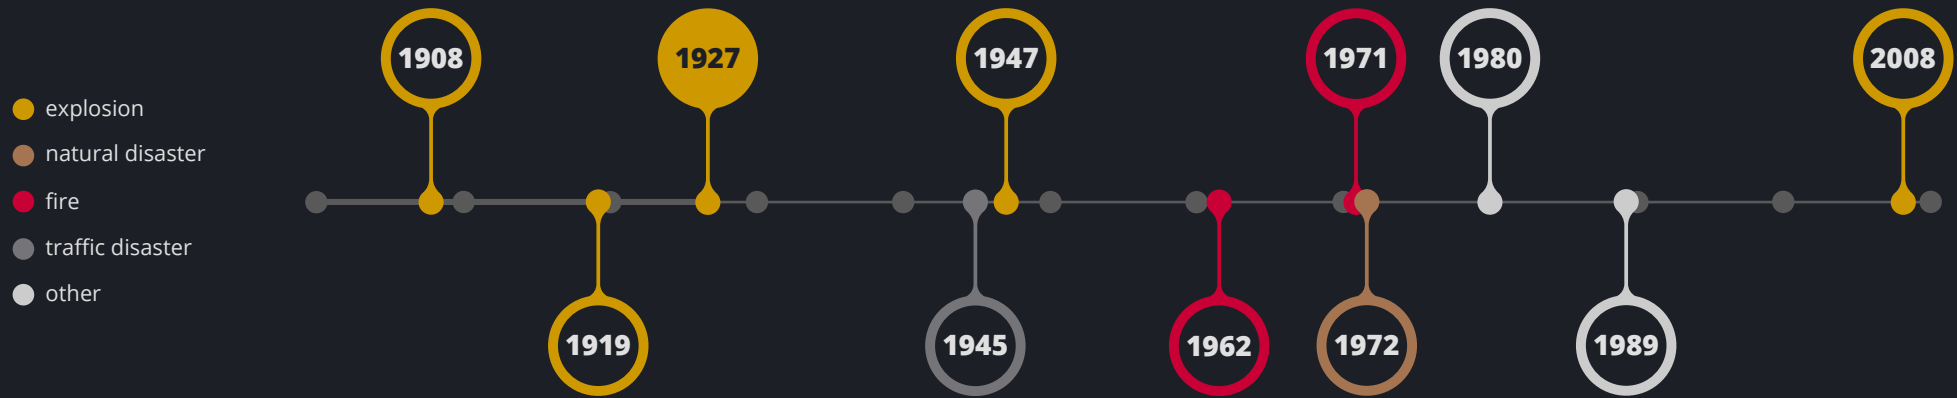 1908
1927
1947
1971
1980
2008
explosion
natural disaster
fire
traffic disaster
other
1919
1945
1962
1972
1989